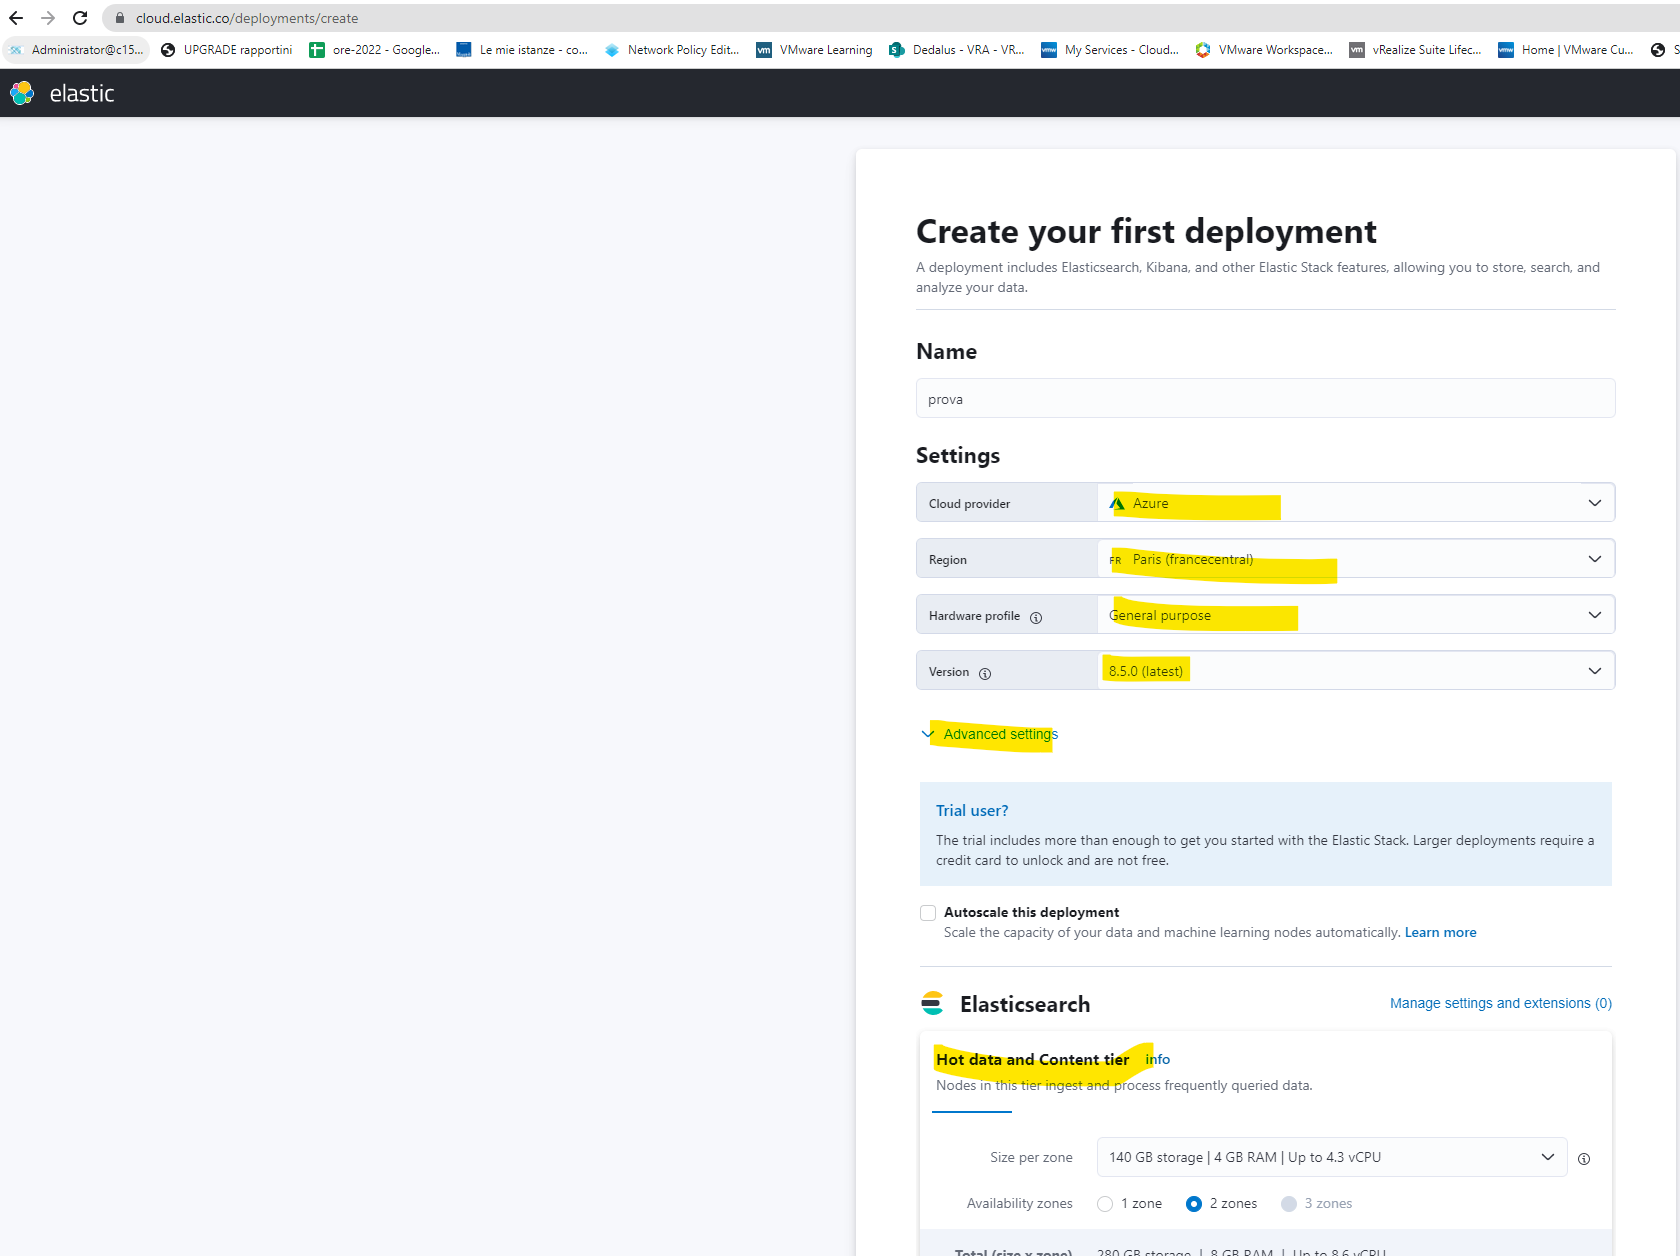 cloud.elastic.co/deployments/create
Administrator@c15... UPGRADE rapportini ore-2022 - Google... Le mie istanze - co... Network Policy Edit... vm VMware Learning Dedalus - VRA - VR... vmw My Services - Cloud... VMware Workspace... vm vRealize Suite Lifec... vmw Home | VMware Cu... S
elastic
Create your first deployment
A deployment includes Elasticsearch, Kibana, and other Elastic Stack features, allowing you to store, search, and
analyze your data.
Name
prova
Settings
Cloud provider Azure
Region FR Paris (francecentral)
Hardware profile General purpose
Version 8.5.0 (latest)
Advanced settings
Trial user?
The trial includes more than enough to get you started with the Elastic Stack. Larger deployments require a
credit card to unlock and are not free.
Autoscale this deployment
Scale the capacity of your data and machine learning nodes automatically. Learn more
Elasticsearch Manage settings and extensions (0)
Hot data and Content tier info
Nodes in this tier ingest and process frequently queried data.
Size per zone 140 GB storage | 4 GB RAM | Up to 4.3 vCPU
Availability zones 1 zone 2 zones 3 zones
Total (size x zone) 280 GB storage | 8 GB RAM | Up to 8.6 vCPU